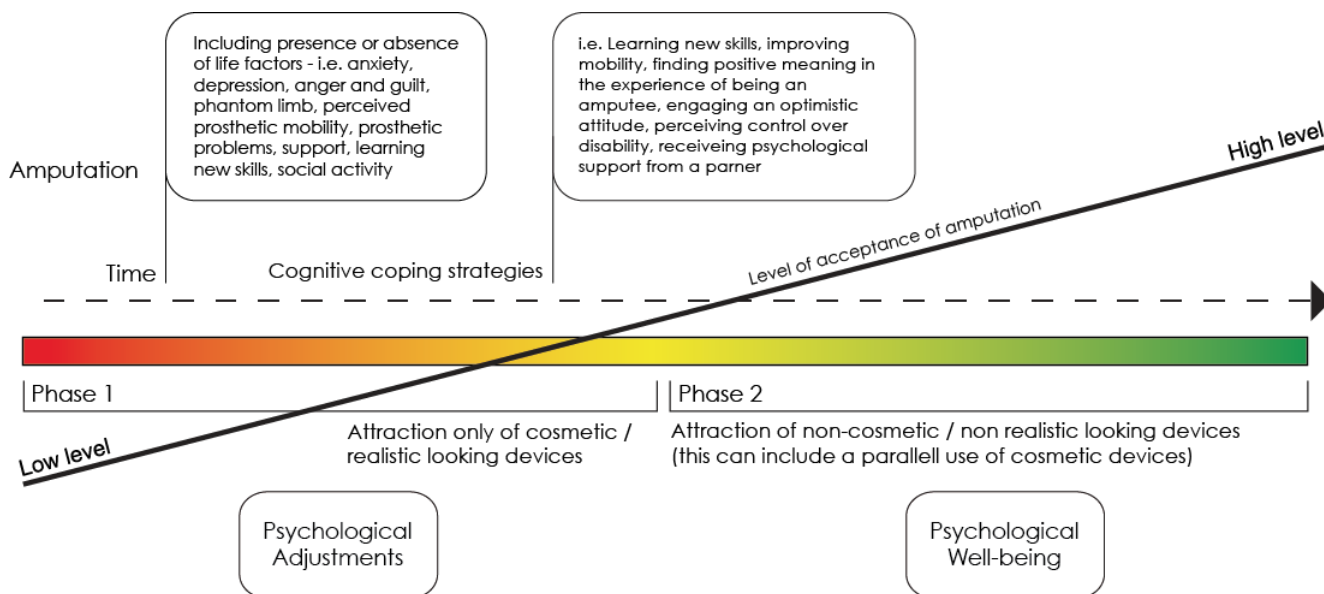 Including presence or absence
of life factors - i.e. anxiety,
depression, anger and guilt,
phantom limb, perceived
prosthetic mobility, prosthetic
problems, support, learning
new skills, social activity
i.e. Learning new skills, improving
mobility, finding positive meaning in
the experience of being an
amputee, engaging an optimistic
attitude, perceiving control over
disability, receiveing psychological
support from a parner
Amputation
High level
Level of acceptance of amputation
Time
Cognitive coping strategies
Phase 1
Phase 2
Low level
Attraction only of cosmetic /
realistic looking devices
Attraction of non-cosmetic / non realistic looking devices
(this can include a parallell use of cosmetic devices)
Psychological
Adjustments
Psychological
Well-being